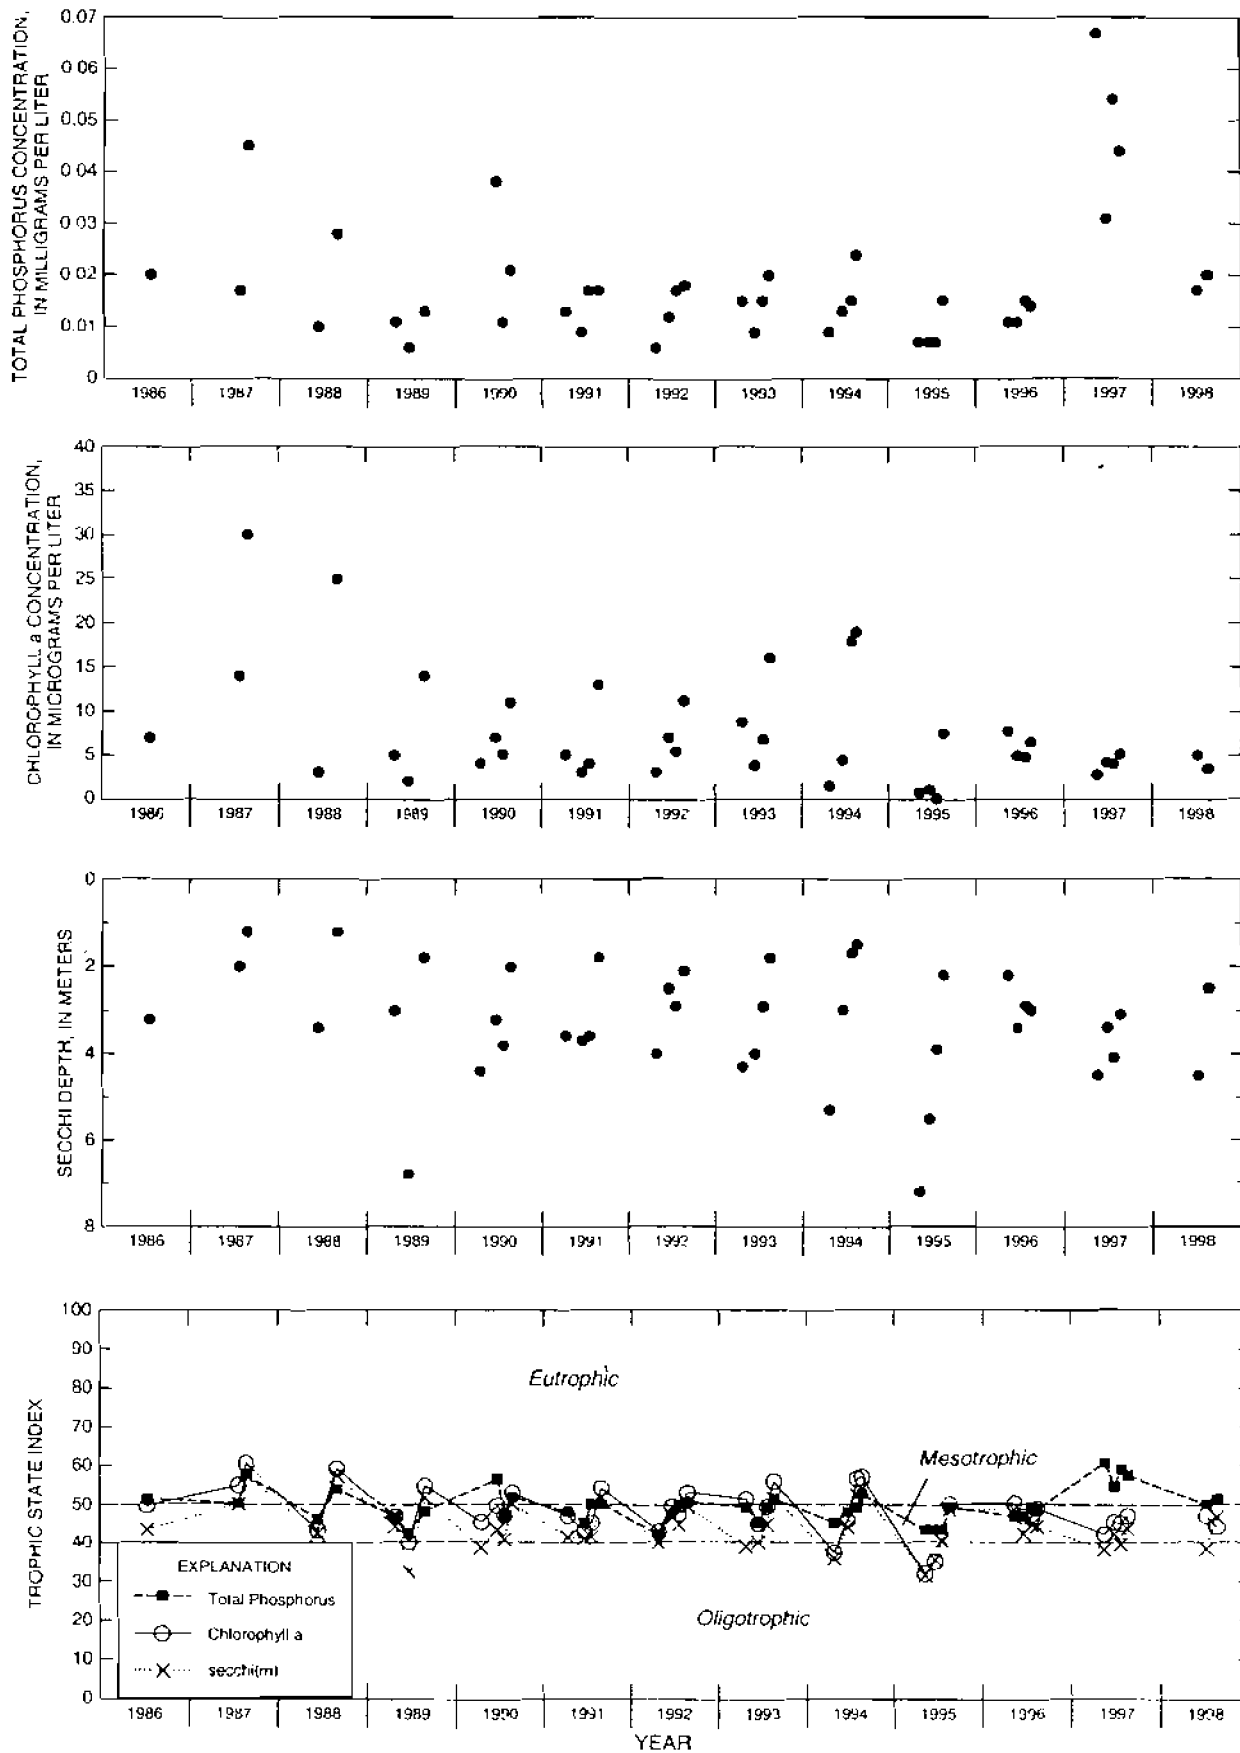 TOTAL PHOSPHORUS CONCENTRATION,
IN MILLIGRAMS PER LITER
0.07
0.06
0.05
0.04
0.03
0.02
0.01
0
1986 1987 1988 1989 1990 1991 1992 1993 1994 1995 1996 1997 1998
CHLOROPHYLL a CONCENTRATION,
IN MICROGRAMS PER LITER
40
35
30
25
20
15
10
5
0
1986 1987 1988 1989 1990 1991 1992 1993 1994 1995 1996 1997 1998
SECCHI DEPTH, IN METERS
0
2
4
6
8
1986 1987 1988 1989 1990 1991 1992 1993 1994 1995 1996 1997 1998
TROPHIC STATE INDEX
100
90
80
70
60
50
40
30
20
10
0
Eutrophic
Mesotrophic
Oligotrophic
EXPLANATION
Total Phosphorus
Chlorophyll a
secchi(m)
1986 1987 1988 1989 1990 1991 1992 1993 1994 1995 1996 1997 1998
YEAR